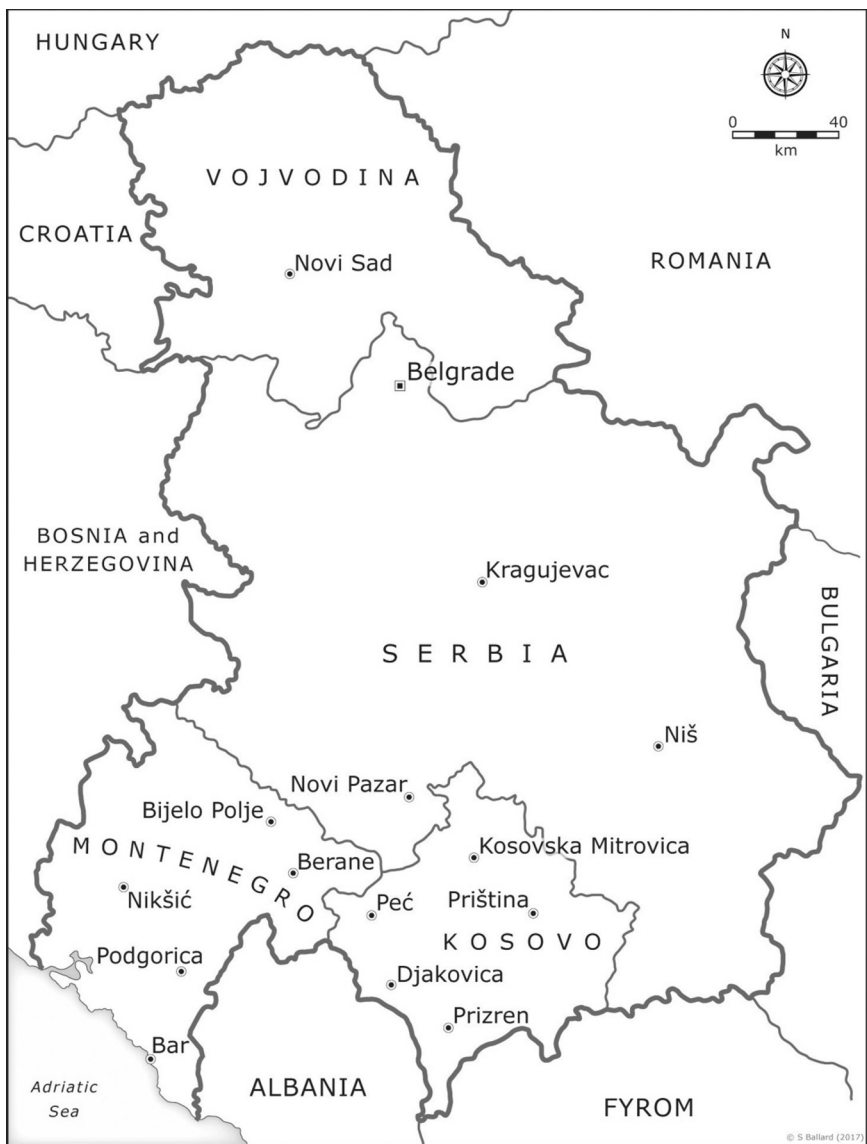 HUNGARY
N
0 40
km
VOJVODINA
CROATIA
Novi Sad
ROMANIA
Belgrade
BOSNIA and
HERZEGOVINA
Kragujevac
BULGARIA
SERBIA
Niš
Novi Pazar
Bijelo Polje
MONTENEGRO
Berane
Kosovska Mitrovica
Nikšić
Peć
Priština
KOSOVO
Podgorica
Djakovica
Prizren
Bar
Adriatic
Sea
ALBANIA
FYROM
© S Ballard (2017)